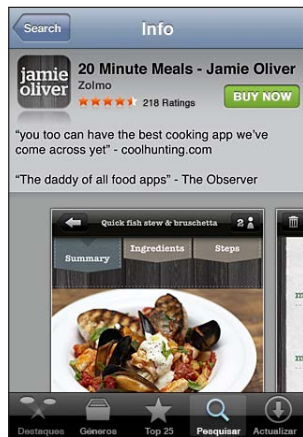 Search
Info
jamie
oliver
20 Minute Meals - Jamie Oliver
Zolmo
218 Ratings
BUY NOW
“you too can have the best cooking app we've
come across yet” - coolhunting.com
“The daddy of all food apps” - The Observer
Quick fish stew & bruschetta
2
Summary
Ingredients
Steps
Destaques
Géneros
Top 25
Pesquisar
Actualizar